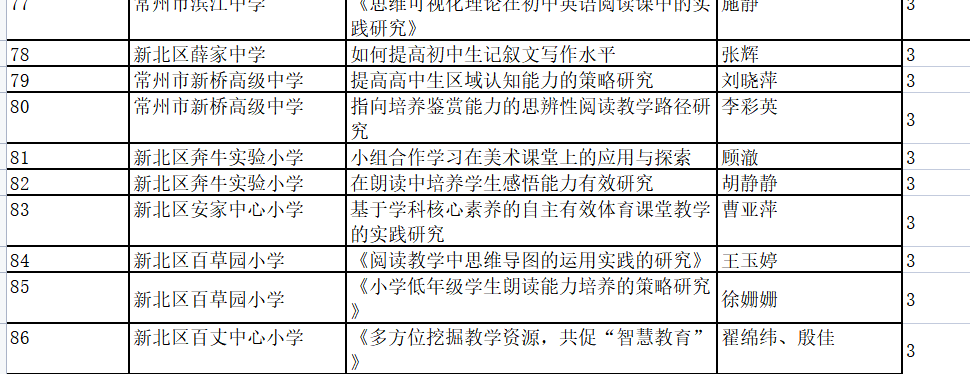 77 常州市滨江中学 《思维可视化理论在初中英语阅读课中的实 施静 3
践研究》
78 新北区薛家中学 如何提高初中生记叙文写作水平 张辉 3
79 常州市新桥高级中学 提高高中生区域认知能力的策略研究 刘晓萍 3
80 常州市新桥高级中学 指向培养鉴赏能力的思辨性阅读教学路径研 李彩英 3
究
81 新北区奔牛实验小学 小组合作学习在美术课堂上的应用与探索 顾澈 3
82 新北区奔牛实验小学 在朗读中培养学生感悟能力有效研究 胡静静 3
83 新北区安家中心小学 基于学科核心素养的自主有效体育课堂教学 曹亚萍 3
的实践研究
84 新北区百草园小学 《阅读教学中思维导图的运用实践的研究》 王玉婷 3
85 新北区百草园小学 《小学低年级学生朗读能力培养的策略研究 徐姗姗 3
》
86 新北区百丈中心小学 《多方位挖掘教学资源，共促“智慧教育” 翟绵纬、殷佳 3
》